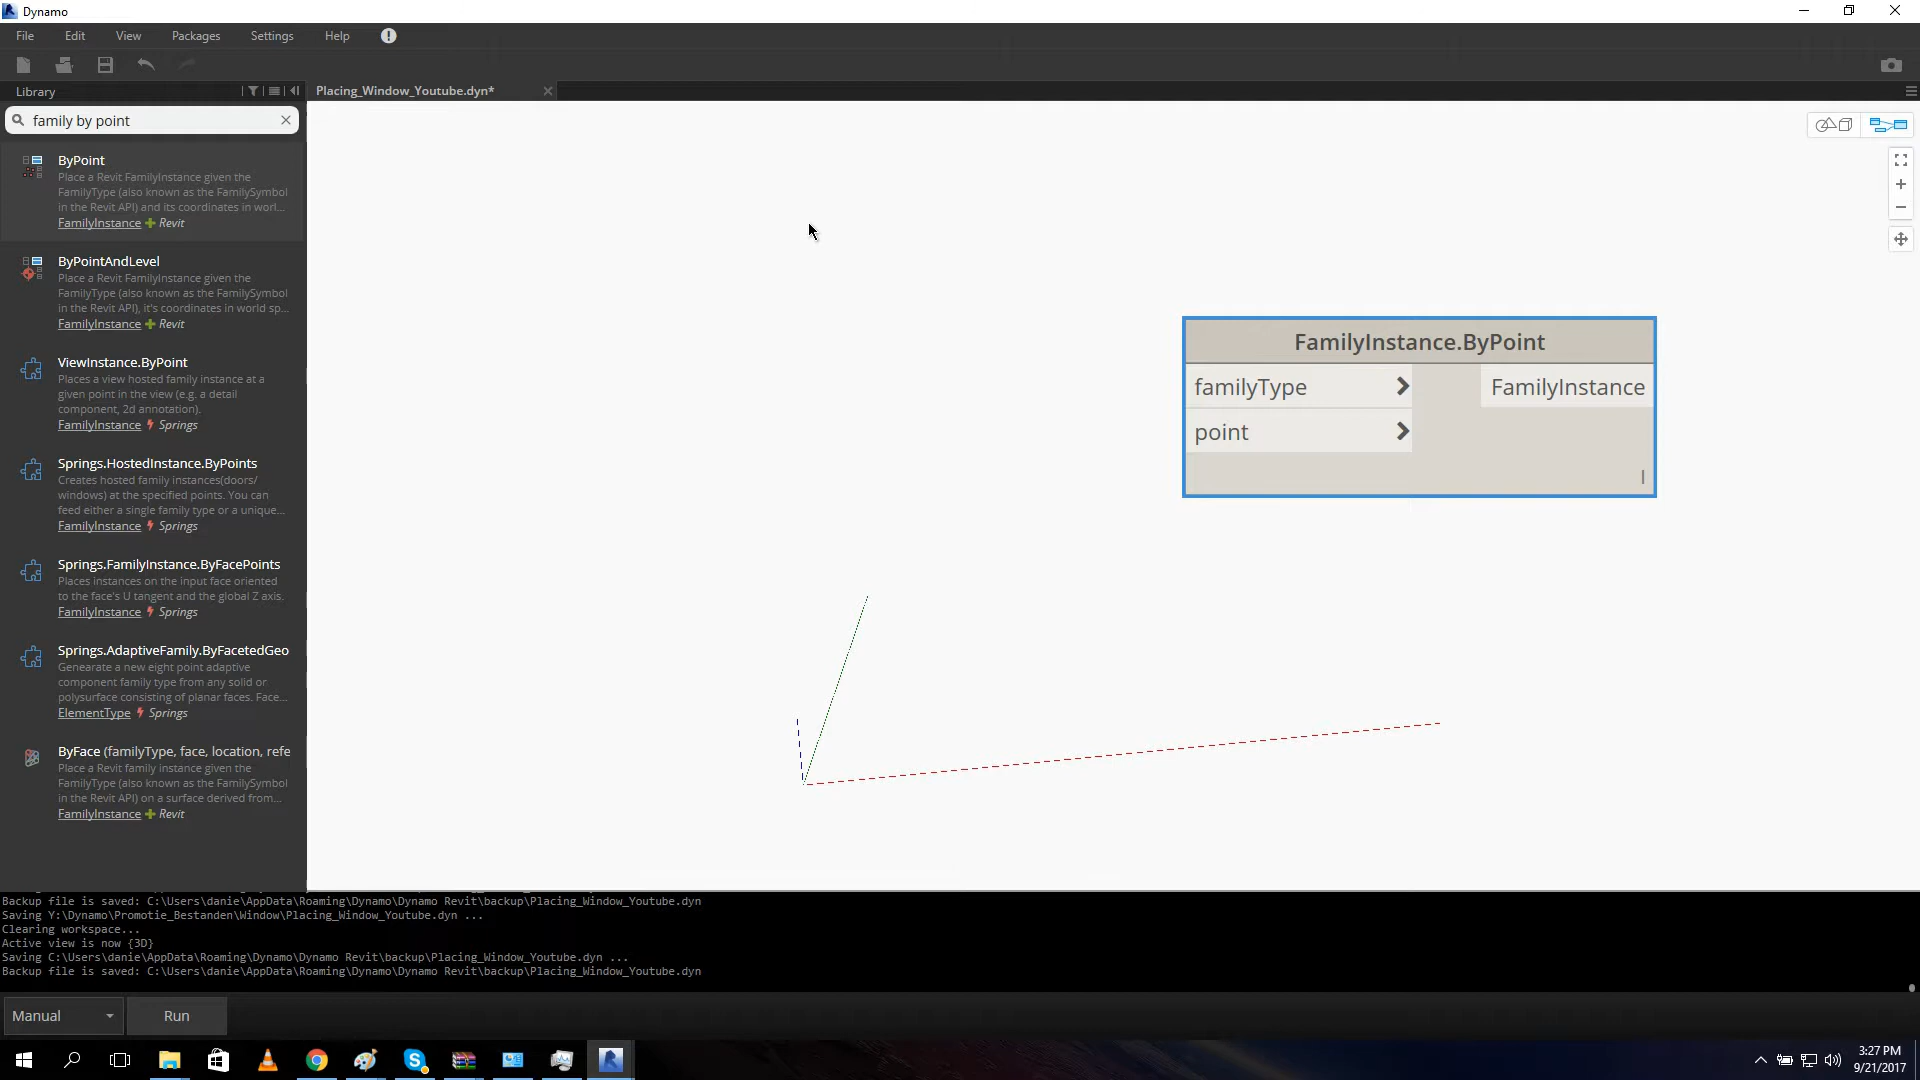 Dynamo
File Edit View Packages Settings Help
Library
Placing_Window_Youtube.dyn*
family by point
ByPoint
Place a Revit FamilyInstance given the
FamilyType (also known as the FamilySymbol
in the Revit API) and its coordinates in worl...
FamilyInstance Revit
ByPointAndLevel
Place a Revit FamilyInstance given the
FamilyType (also known as the FamilySymbol
in the Revit API), it's coordinates in world sp...
FamilyInstance Revit
ViewInstance.ByPoint
Places a view hosted family instance at a
given point in the view (e.g. a detail
component, 2d annotation).
FamilyInstance Springs
Springs.HostedInstance.ByPoints
Creates hosted family instances(doors/
windows) at the specified points. You can
feed either a single family type or a unique...
FamilyInstance Springs
Springs.FamilyInstance.ByFacePoints
Places instances on the input face oriented
to the face's U tangent and the global Z axis.
FamilyInstance Springs
Springs.AdaptiveFamily.ByFacetedGeo
Genearate a new eight point adaptive
component family type from any solid or
polysurface consisting of planar faces. Face...
ElementType Springs
ByFace (familyType, face, location, refe
Place a Revit family instance given the
FamilyType (also known as the FamilySymbol
in the Revit API) on a surface derived from...
FamilyInstance Revit
FamilyInstance.ByPoint
familyType > FamilyInstance
point >
Backup file is saved: C:\Users\danie\AppData\Roaming\Dynamo\Dynamo Revit\backup\Placing_Window_Youtube.dyn
Saving Y:\Dynamo\Promotie_Bestanden\Window\Placing_Window_Youtube.dyn ...
Clearing workspace...
Active view is now {3D}
Saving C:\Users\danie\AppData\Roaming\Dynamo\Dynamo Revit\backup\Placing_Window_Youtube.dyn ...
Backup file is saved: C:\Users\danie\AppData\Roaming\Dynamo\Dynamo Revit\backup\Placing_Window_Youtube.dyn
Manual Run
3:27 PM
9/21/2017